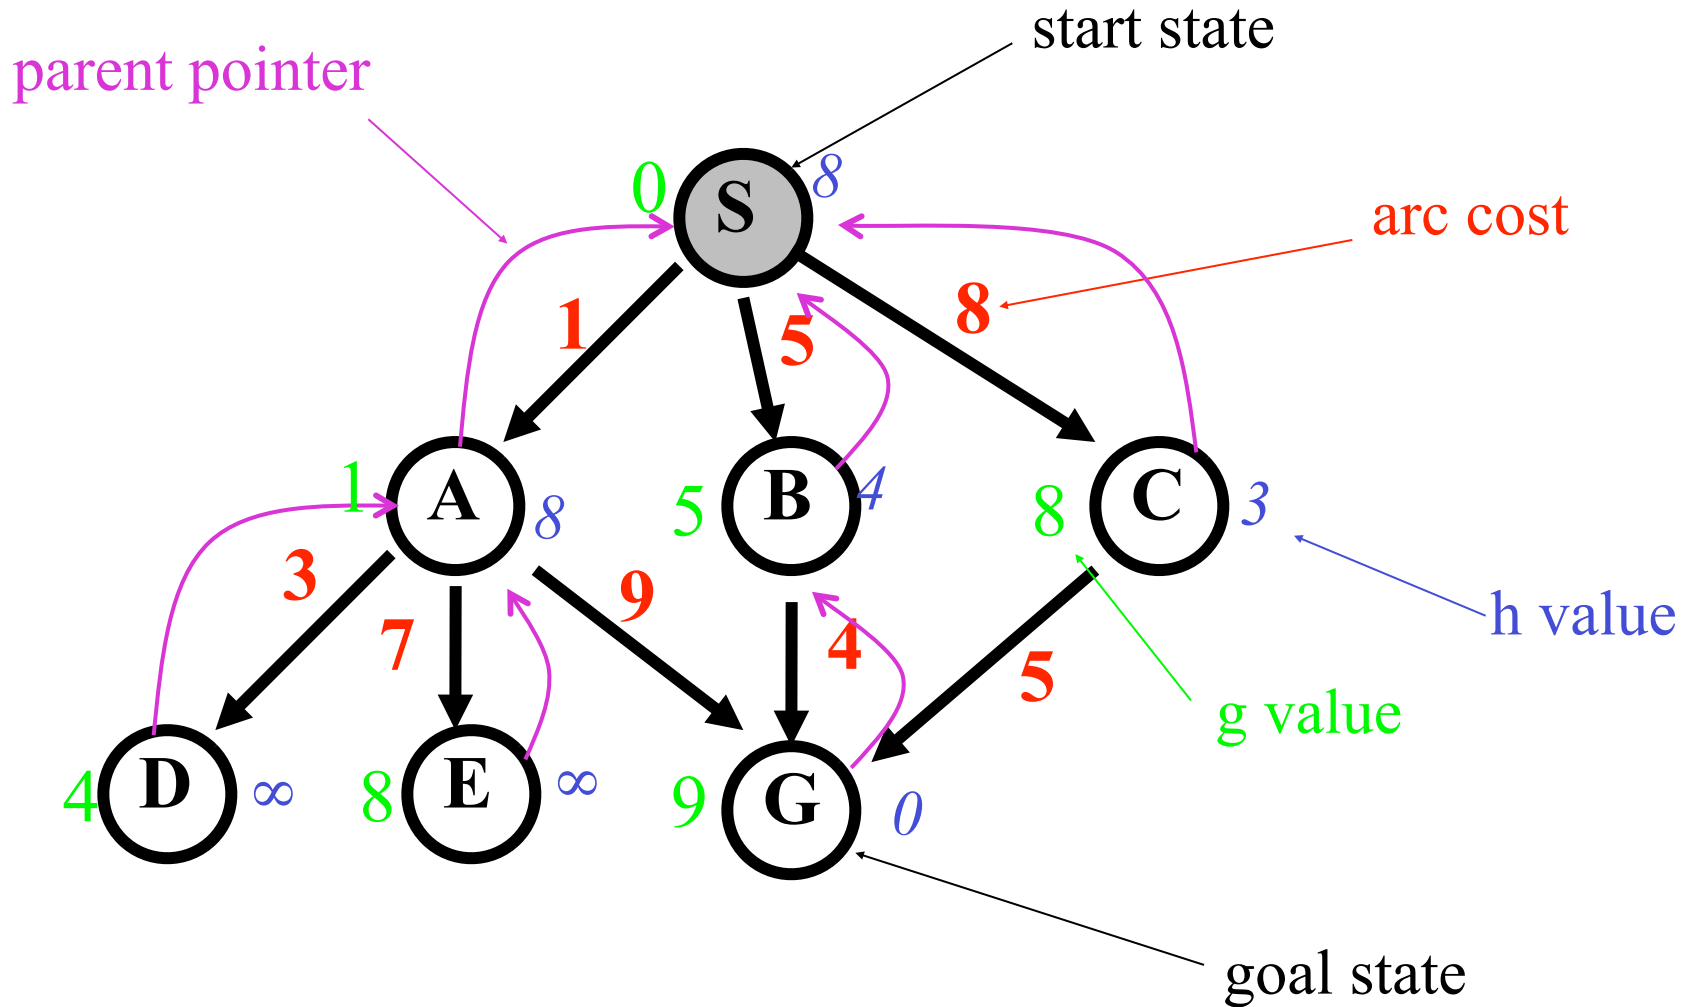 start state
parent pointer
0 S 8
arc cost
1 5 8
1 A 8 5 B 4 8 C 3
3 7 9 4 5
h value
g value
4 D ∞ 8 E ∞ 9 G 0
goal state